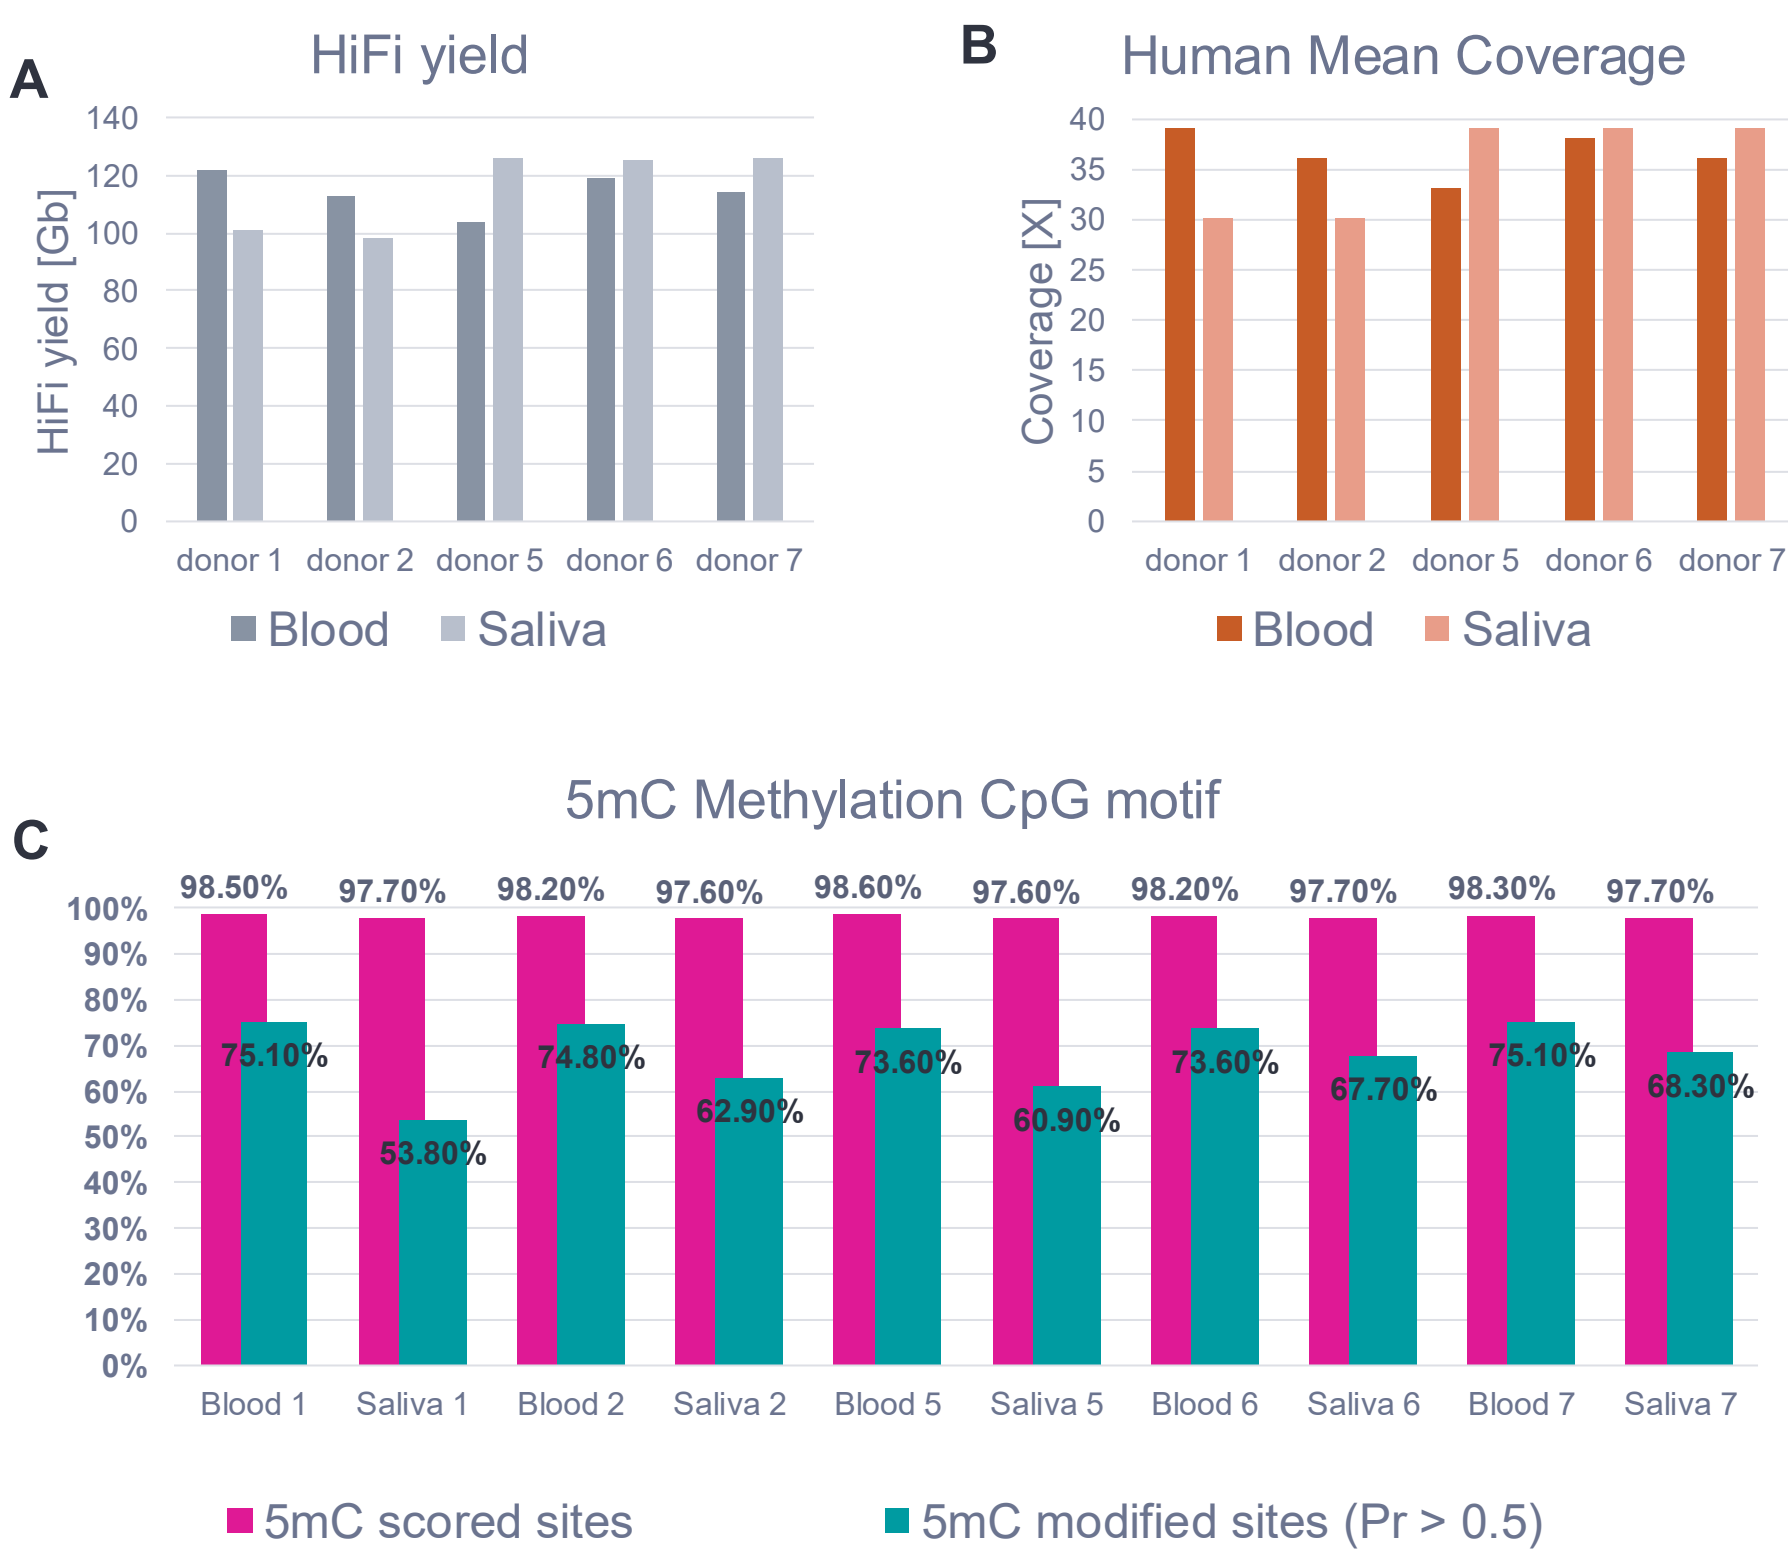 A
HiFi yield
HiFi yield [Gb]
140
120
100
80
60
40
20
0
donor 1 donor 2 donor 5 donor 6 donor 7
Blood Saliva
B
Human Mean Coverage
Coverage [X]
40
35
30
25
20
15
10
5
0
donor 1 donor 2 donor 5 donor 6 donor 7
Blood Saliva
C
5mC Methylation CpG motif
98.50% 97.70% 98.20% 97.60% 98.60% 97.60% 98.20% 97.70% 98.30% 97.70%
100%
90%
80%
70%
60%
50%
40%
30%
20%
10%
0%
75.10% 53.80% 74.80% 62.90% 73.60% 60.90% 73.60% 67.70% 75.10% 68.30%
Blood 1 Saliva 1 Blood 2 Saliva 2 Blood 5 Saliva 5 Blood 6 Saliva 6 Blood 7 Saliva 7
5mC scored sites 5mC modified sites (Pr > 0.5)